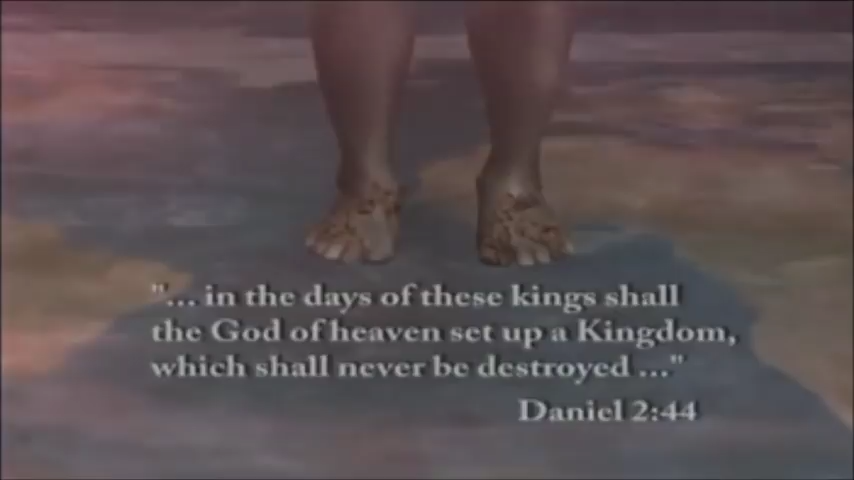 "... in the days of these kings shall
the God of heaven set up a Kingdom,
which shall never be destroyed ..."
Daniel 2:44